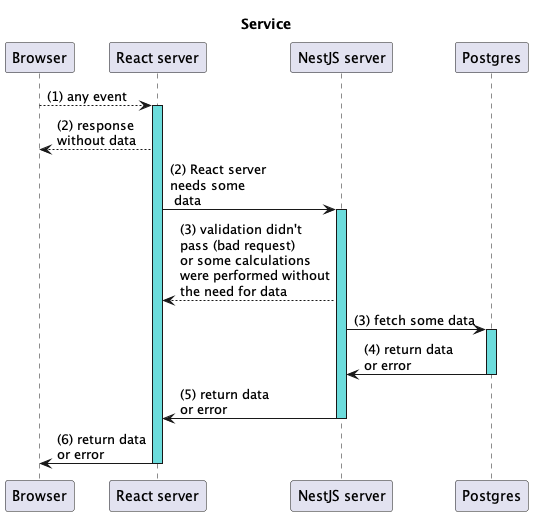 Service
Browser
React server
NestJS server
Postgres
(1) any event
(2) response
without data
(2) React server
needs some
data
(3) validation didn't
pass (bad request)
or some calculations
were performed without
the need for data
(3) fetch some data
(4) return data
or error
(5) return data
or error
(6) return data
or error
Browser
React server
NestJS server
Postgres